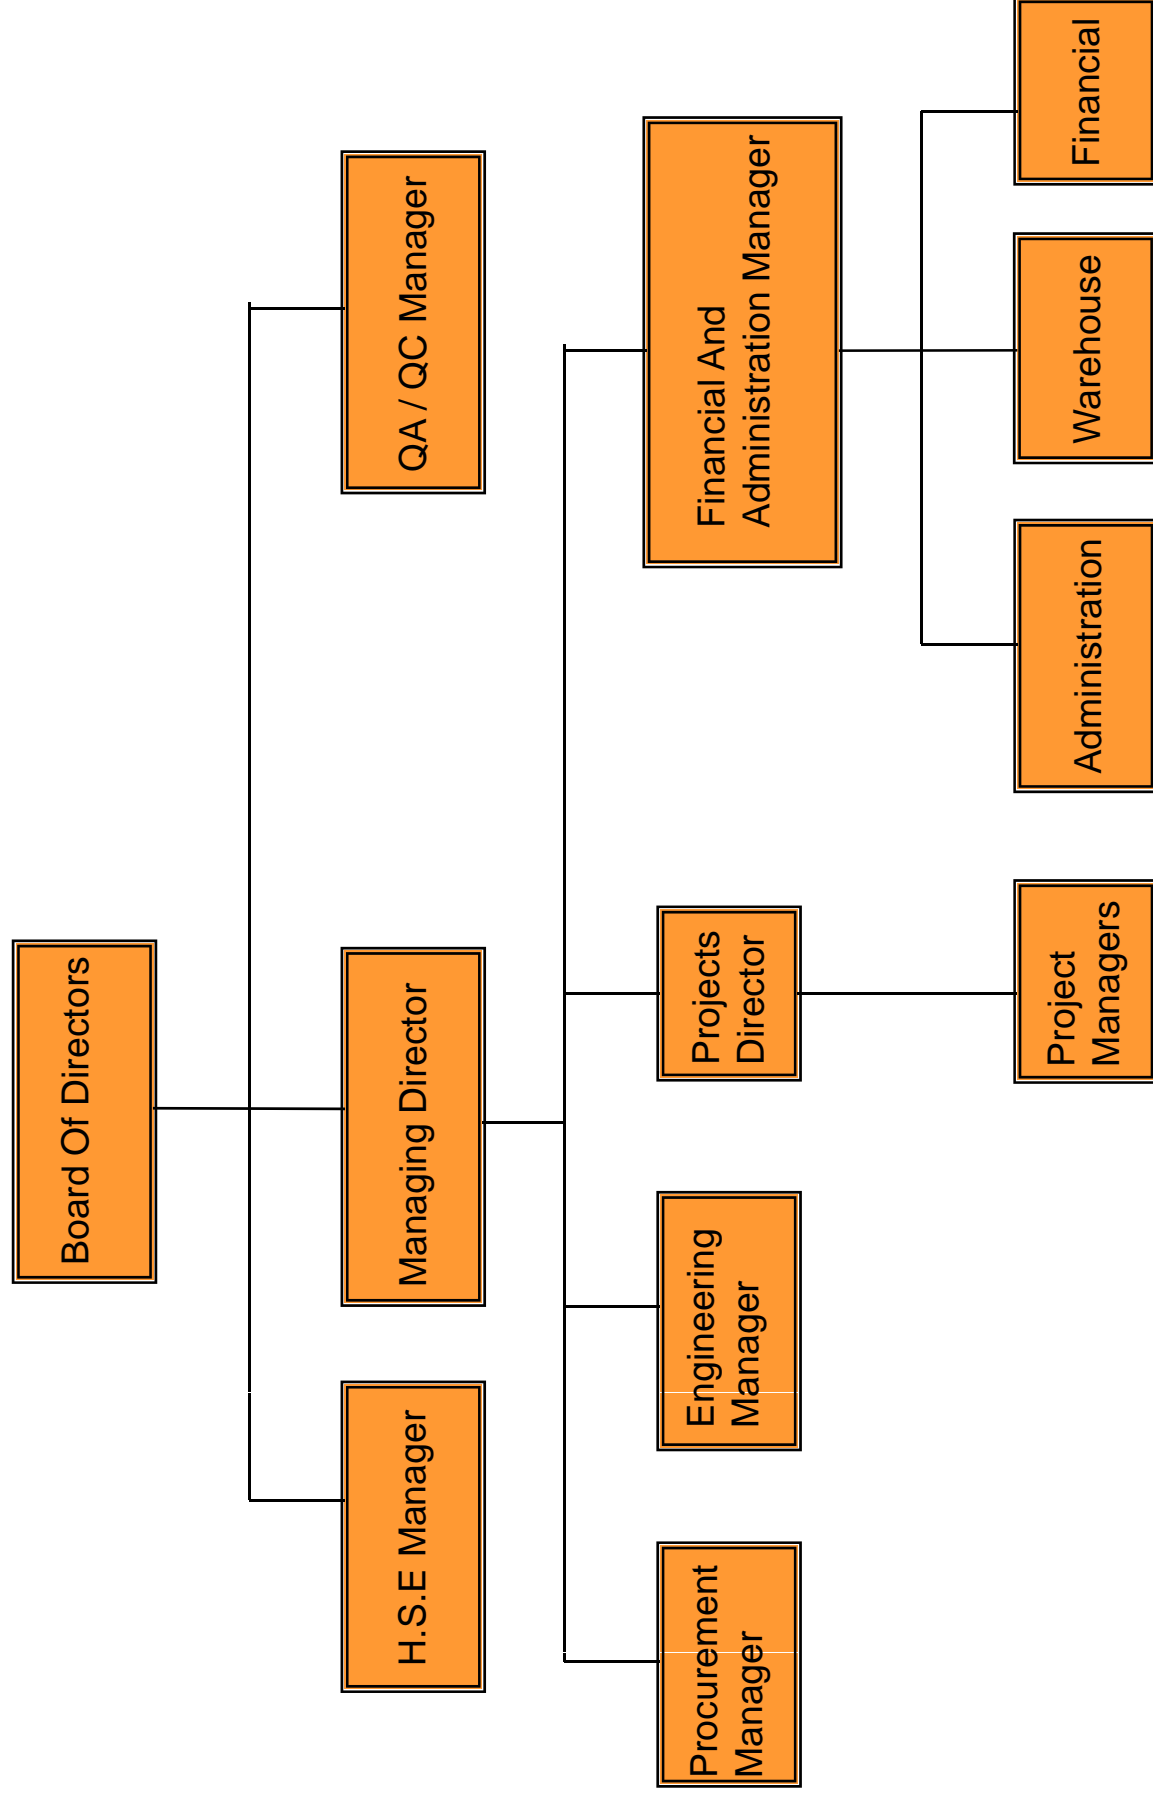 Board Of Directors
H.S.E Manager
Managing Director
QA / QC Manager
Procurement
Manager
Engineering
Manager
Projects
Director
Financial And
Administration Manager
Project
Managers
Administration
Warehouse
Financial